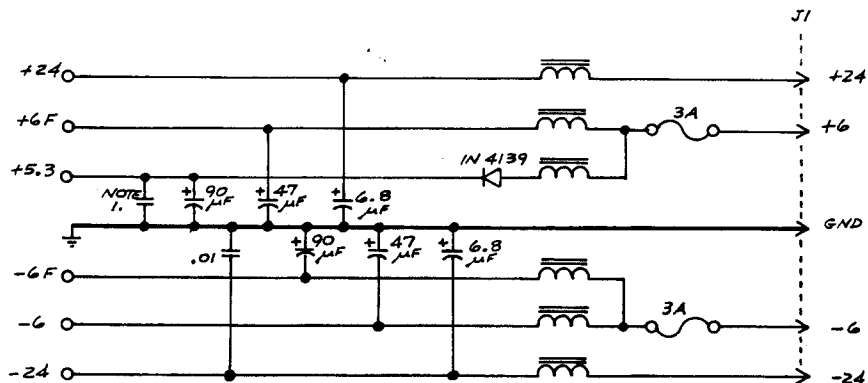 J1
+24 +24
+6F 3A +6
+5.3 IN 4139
NOTE 1. + 90 μF + 47 μF + 6.8 μF
GND
.01 + 90 μF + 47 μF + 6.8 μF
-6F
-6 3A -6
-24 -24